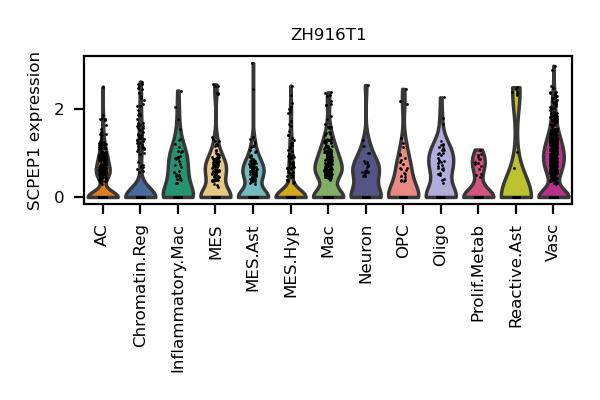 ZH916T1
SCPEP1 expression
2
0
AC
Chromatin.Reg
Inflammatory.Mac
MES
MES.Ast
MES.Hyp
Mac
Neuron
OPC
Oligo
Prolif.Metab
Reactive.Ast
Vasc